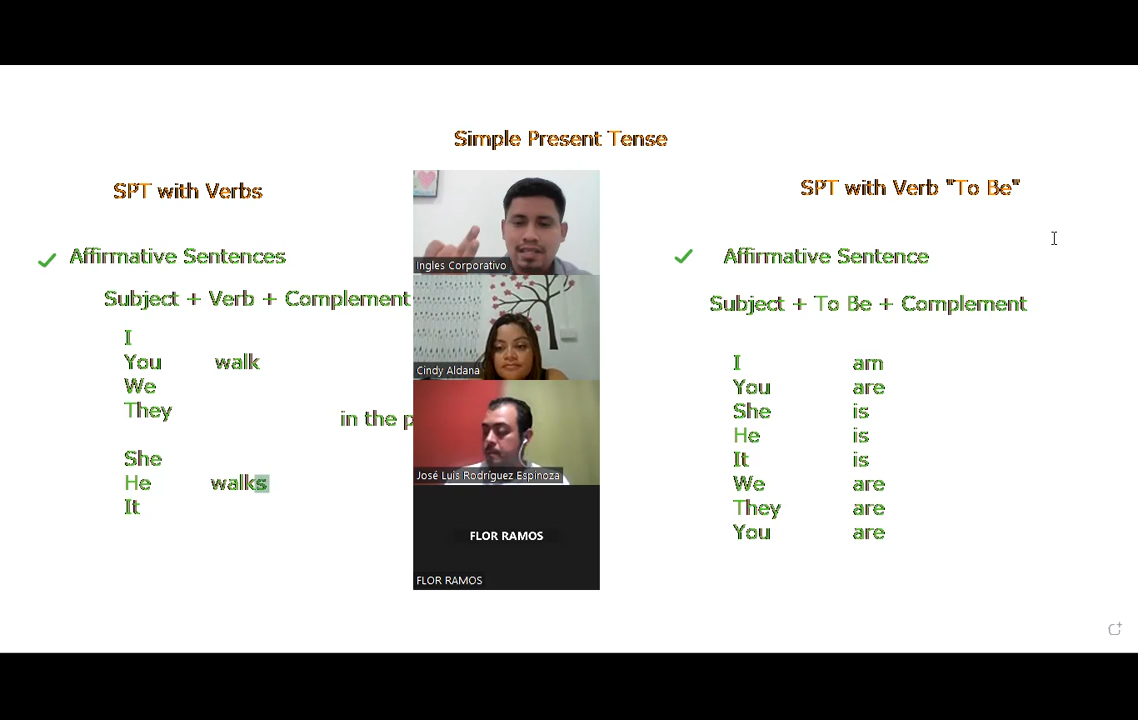 Simple Present Tense
SPT with Verbs
Affirmative Sentences
Subject + Verb + Complement
I
You walk
We
They
in the
She
He walks
It
Ingles Corporativo
Cindy Aldana
José Luis Rodríguez Espinoza
FLOR RAMOS
FLOR RAMOS
SPT with Verb "To Be"
Affirmative Sentence
Subject + To Be + Complement
I am
You are
She is
He is
It is
We are
They are
You are